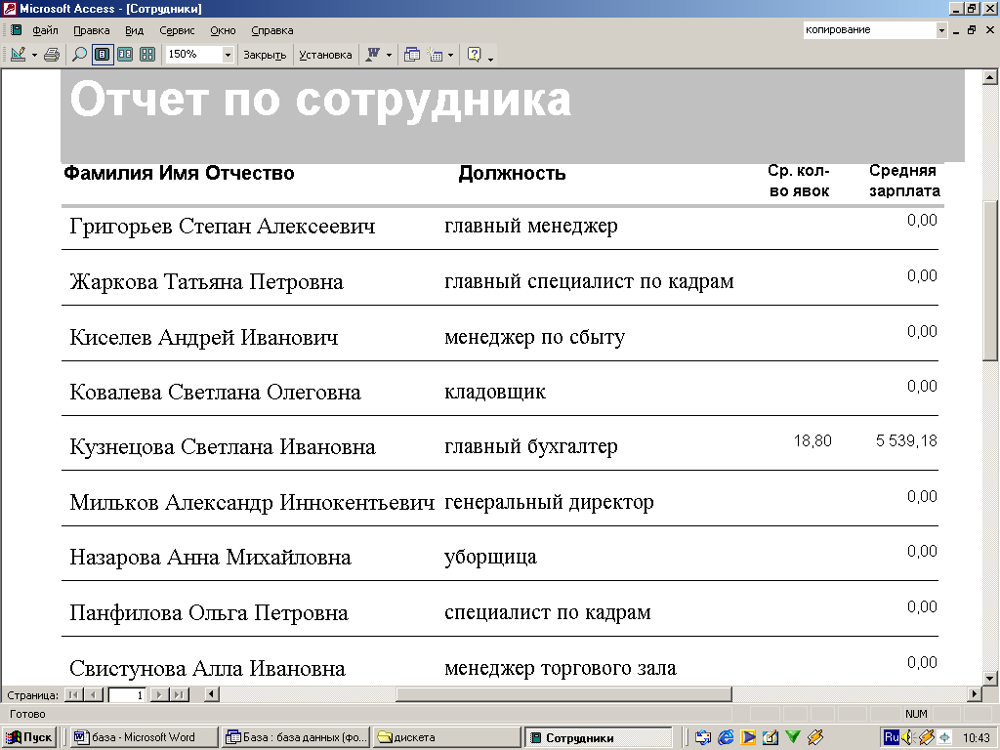 Microsoft Access - [Сотрудники]
Файл Правка Вид Сервис Окно Справка
копирование
150% Закрыть Установка
Отчет по сотрудника
Фамилия Имя Отчество Должность Ср. кол-во явок Средняя зарплата
Григорьев Степан Алексеевич главный менеджер 0,00
Жаркова Татьяна Петровна главный специалист по кадрам 0,00
Киселев Андрей Иванович менеджер по сбыту 0,00
Ковалева Светлана Олеговна кладовщик 0,00
Кузнецова Светлана Ивановна главный бухгалтер 18,80 5 539,18
Мильков Александр Иннокентьевич генеральный директор 0,00
Назарова Анна Михайловна уборщица 0,00
Панфилова Ольга Петровна специалист по кадрам 0,00
Свистунова Алла Ивановна менеджер торгового зала 0,00
Страница: 1
Готово NUM
Пуск база - Microsoft Word База : база данных (фо... дискета Сотрудники Ru 10:43